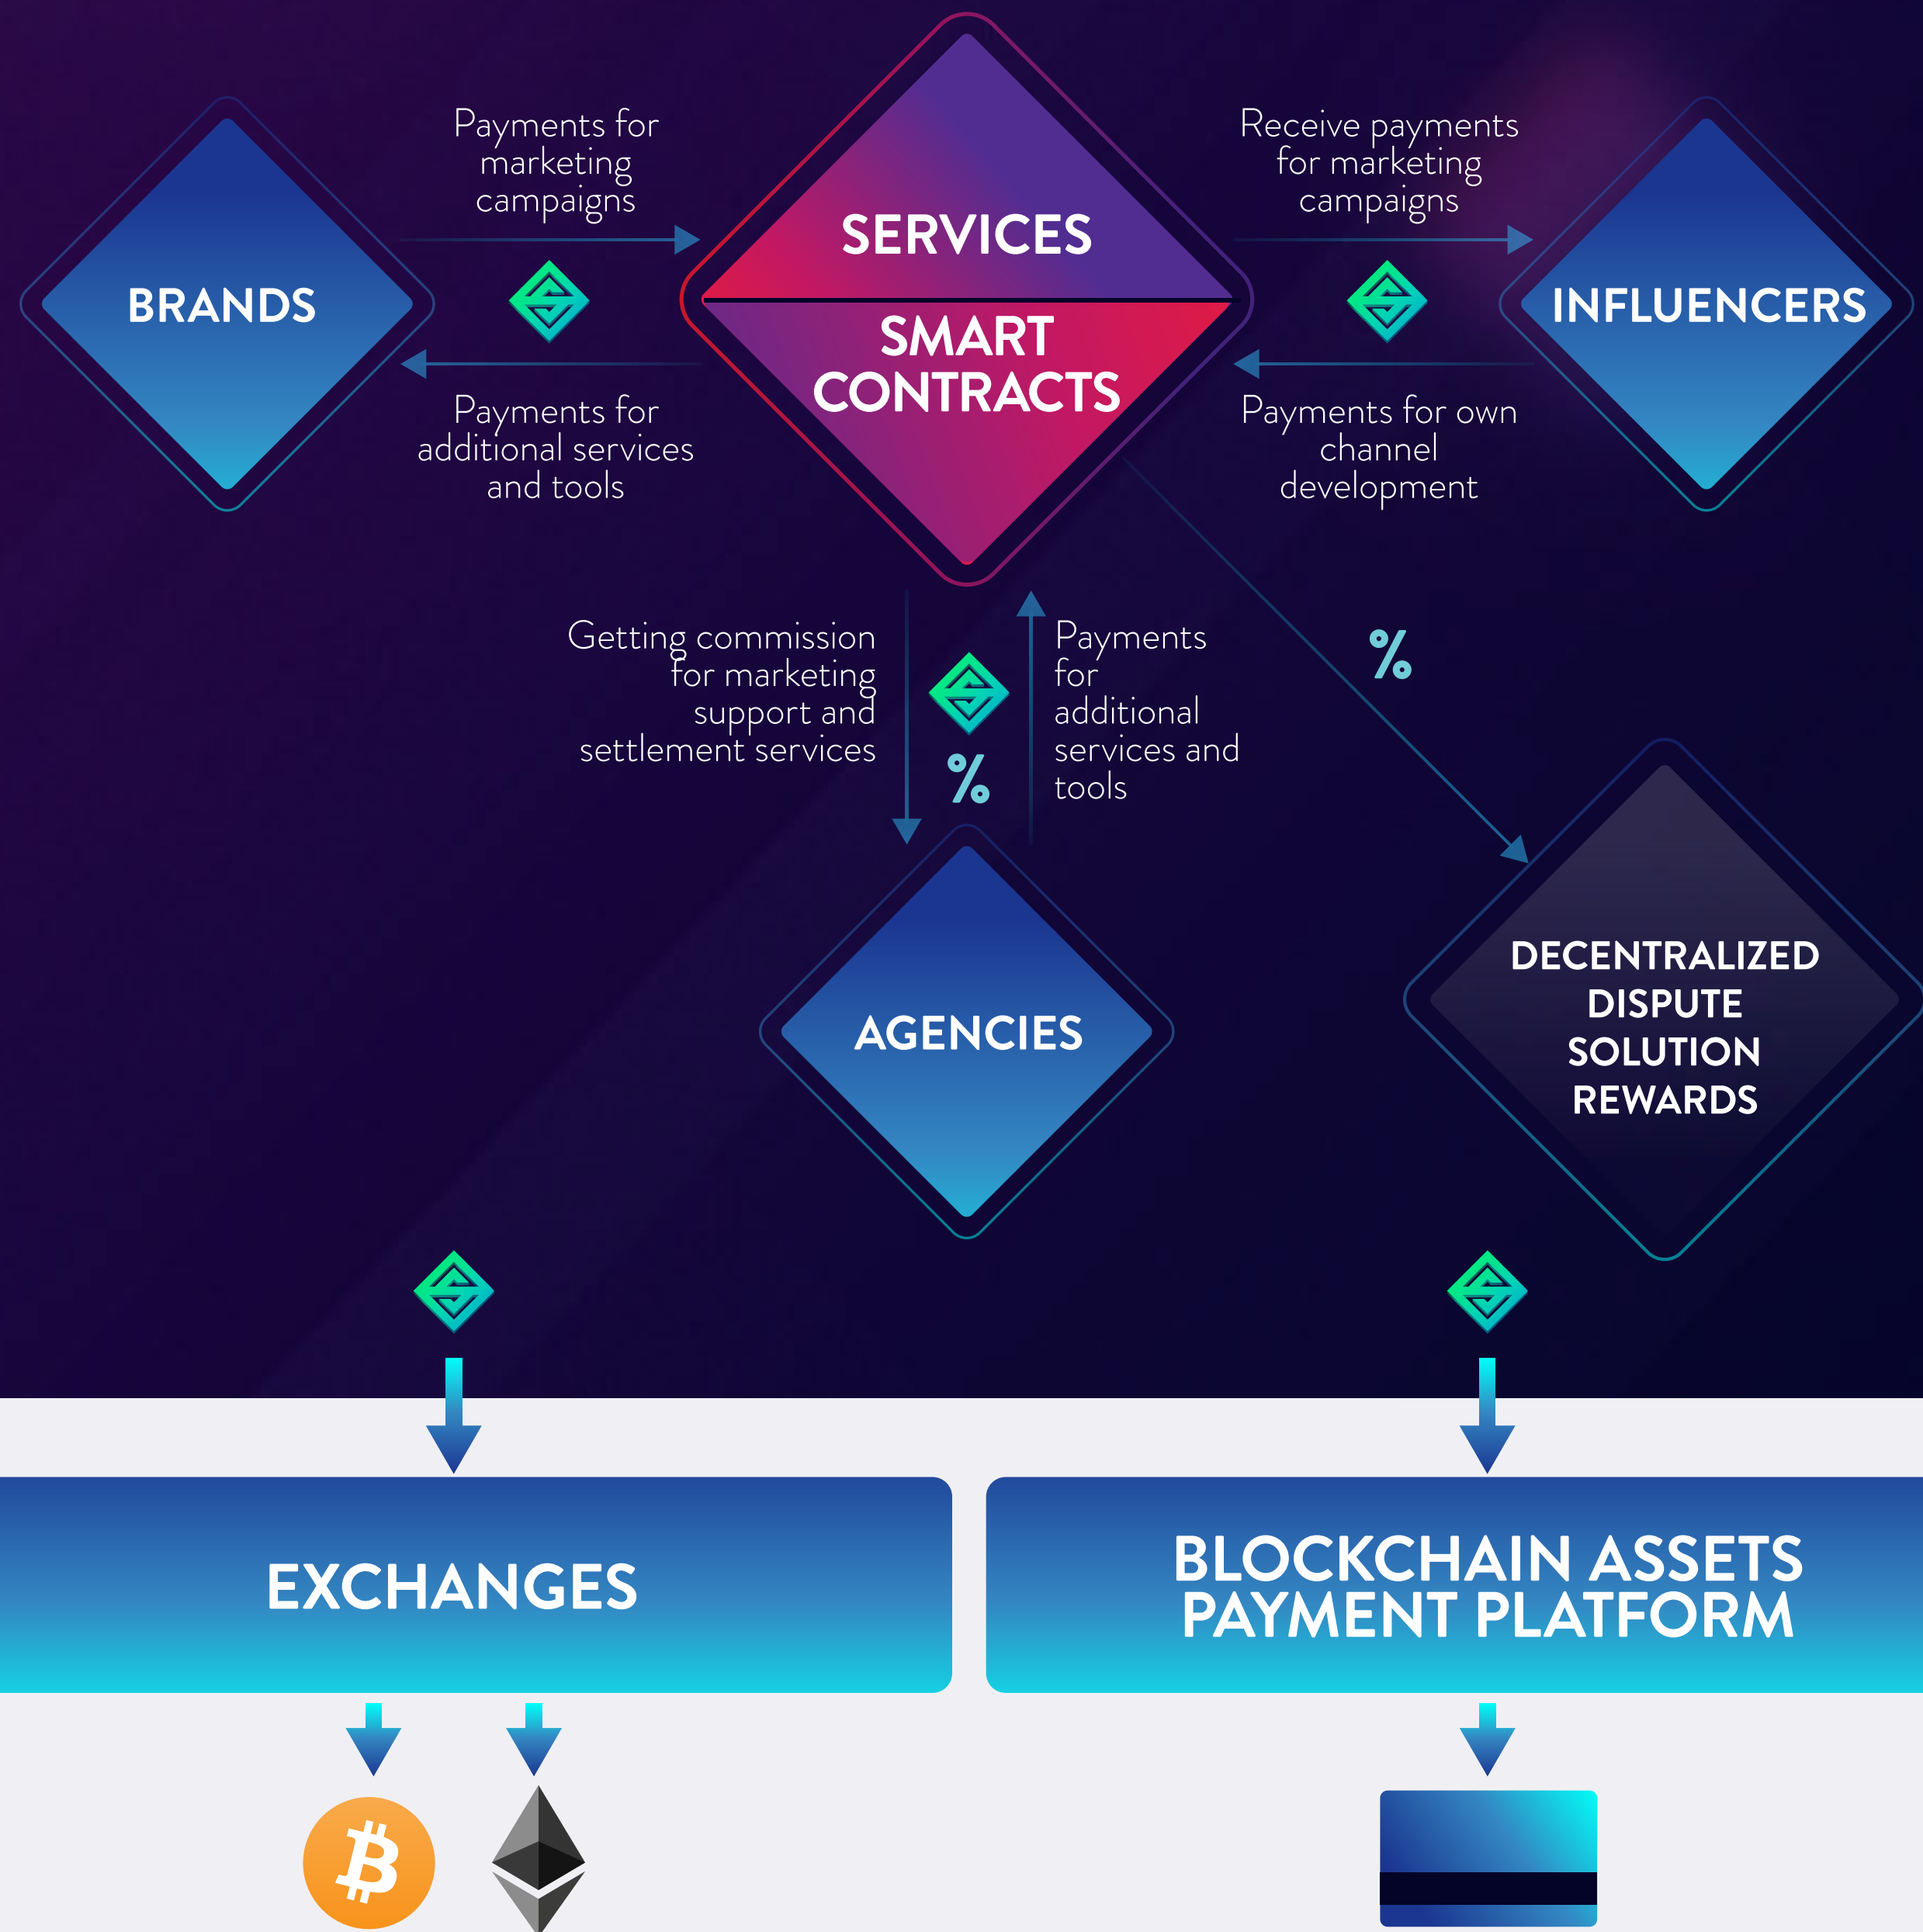 Payments for
marketing
campaigns
Receive payments
for marketing
campaigns
SERVICES
BRANDS
INFLUENCERS
SMART
CONTRACTS
Payments for
additional services
and tools
Payments for own
channel
development
Getting commission
for marketing
support and
settlement services
%
Payments
for
additional
services and
tools
%
AGENCIES
DECENTRALIZED
DISPUTE
SOLUTION
REWARDS
EXCHANGES
BLOCKCHAIN ASSETS
PAYMENT PLATFORM